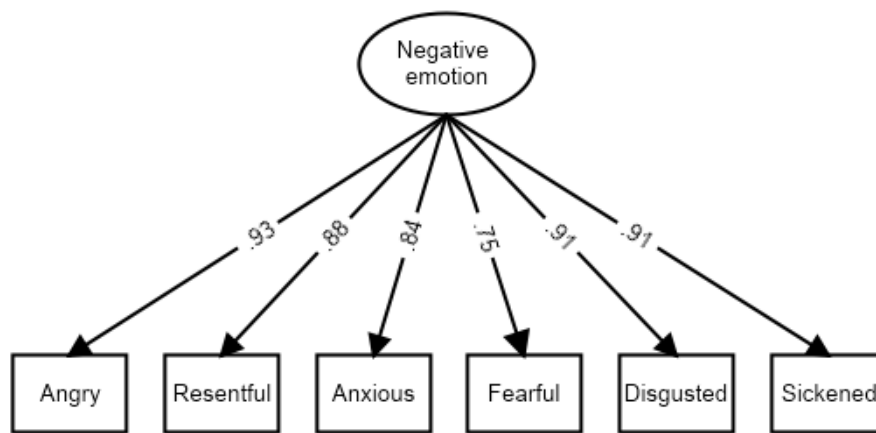 Negative
emotion
.93
.88
.84
.75
.91
.91
Angry
Resentful
Anxious
Fearful
Disgusted
Sickened